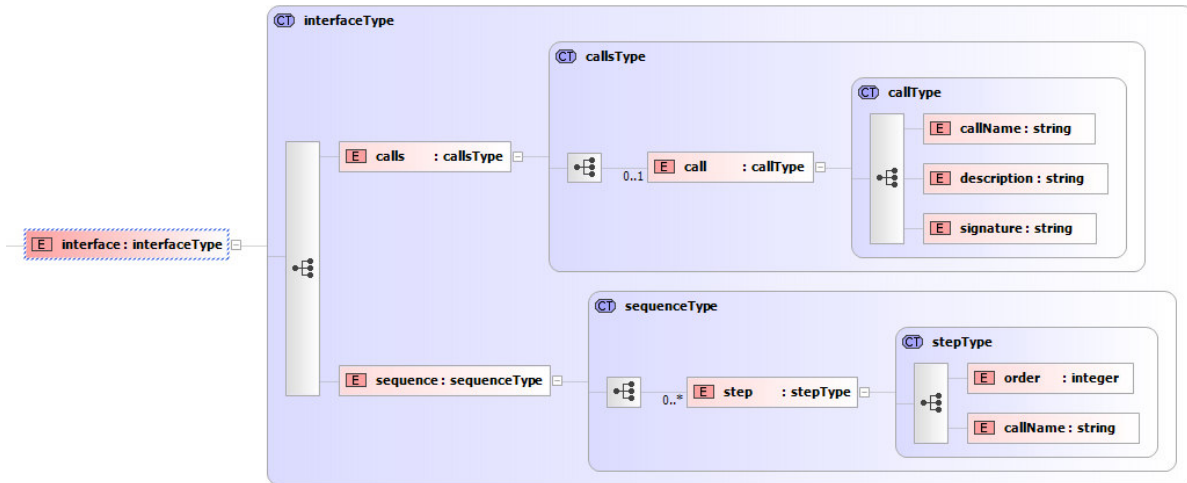 CT interfaceType
CT callsType
CT callType
E callName : string
E calls : callsType
0..1
E call : callType
E description : string
E signature : string
E interface : interfaceType
CT sequenceType
CT stepType
E order : integer
E sequence : sequenceType
0..*
E step : stepType
E callName : string